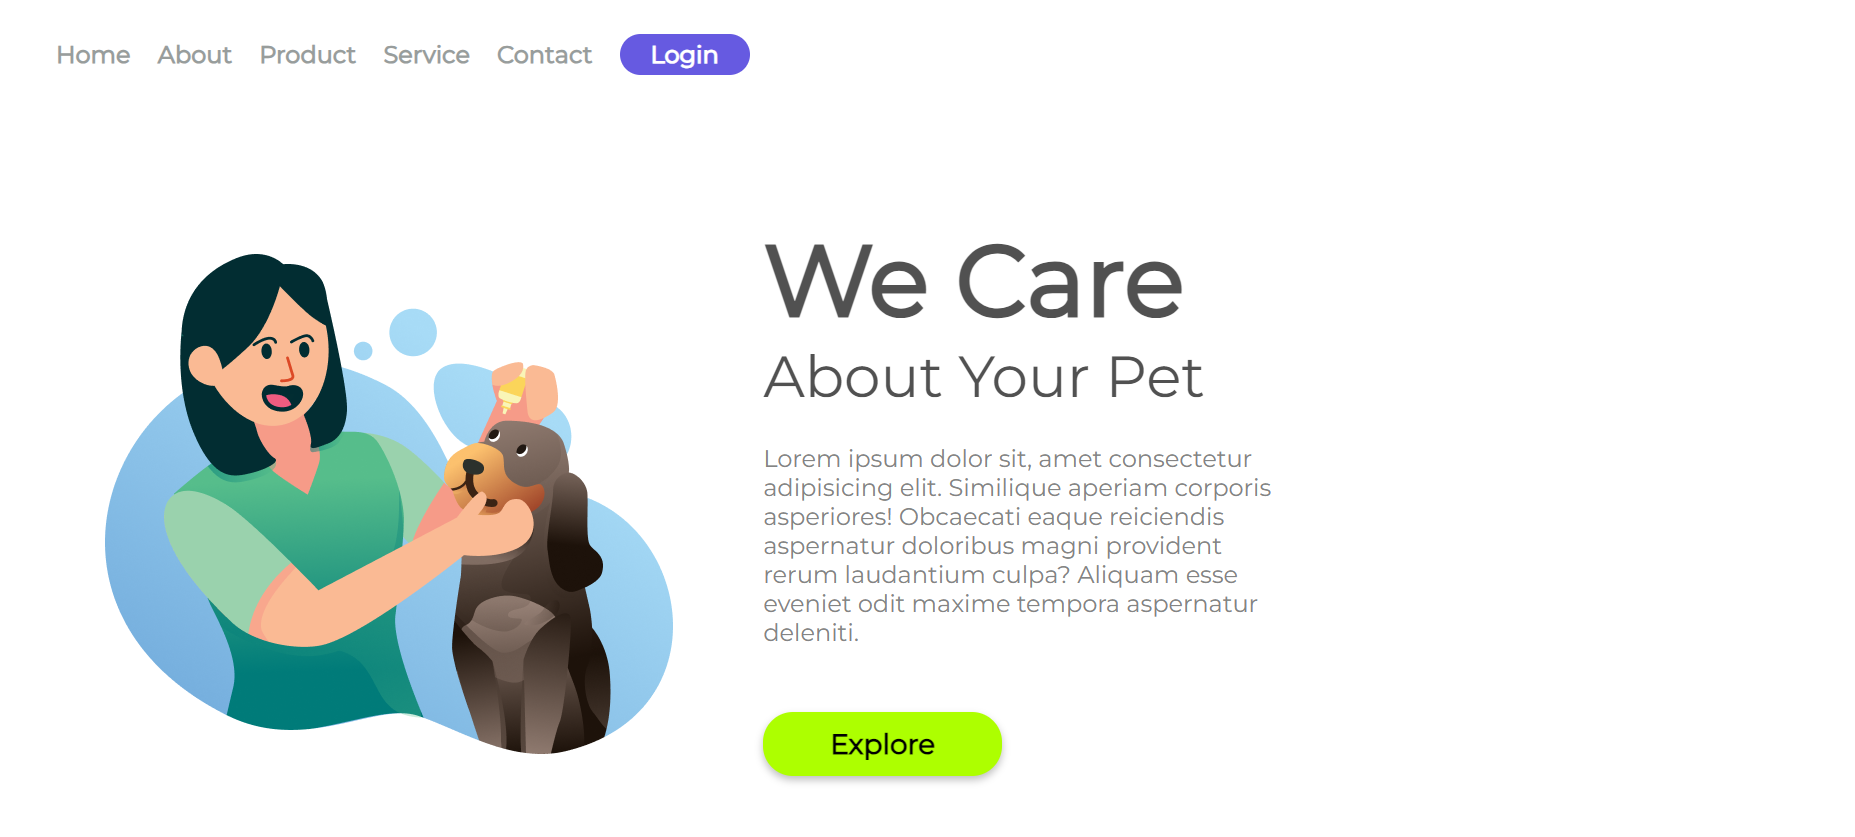 Home About Product Service Contact Login
We Care
About Your Pet
Lorem ipsum dolor sit, amet consectetur
adipisicing elit. Similique aperiam corporis
asperiores! Obcaecati eaque reiciendis
aspernatur doloribus magni provident
rerum laudantium culpa? Aliquam esse
eveniet odit maxime tempora aspernatur
deleniti.
Explore